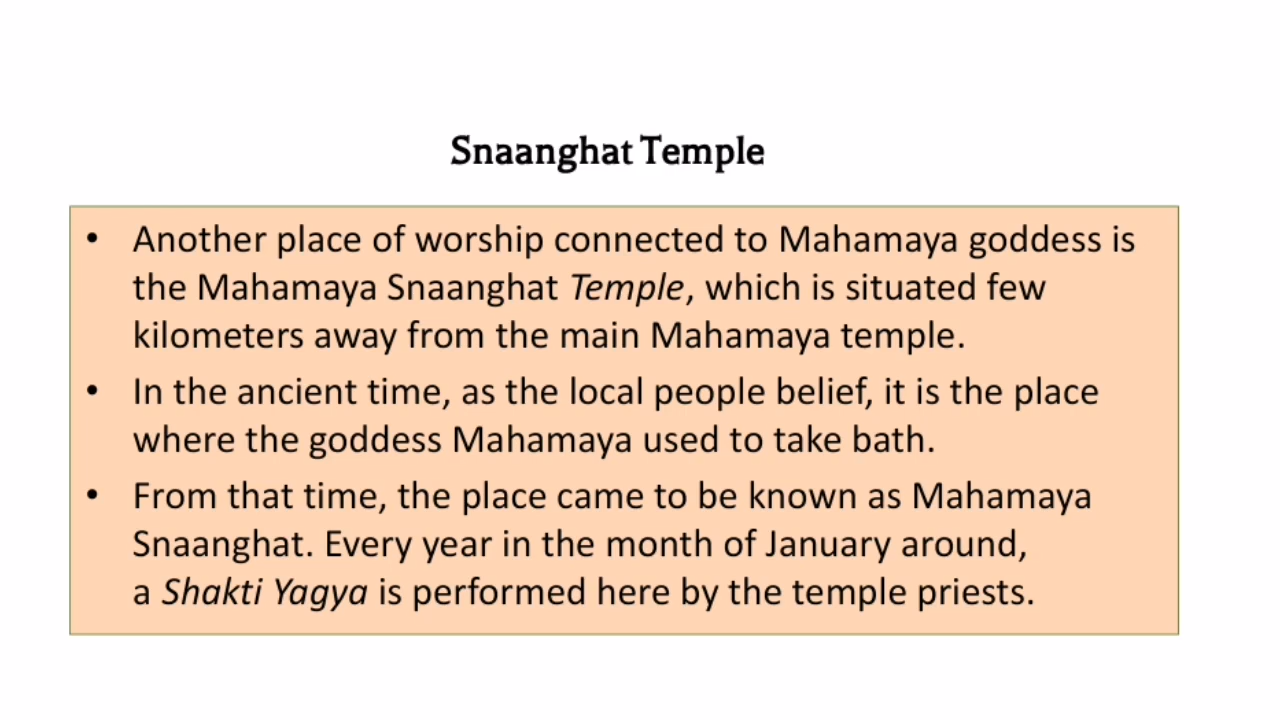 Snaanghat Temple
• Another place of worship connected to Mahamaya goddess is
the Mahamaya Snaanghat Temple, which is situated few
kilometers away from the main Mahamaya temple.
• In the ancient time, as the local people belief, it is the place
where the goddess Mahamaya used to take bath.
• From that time, the place came to be known as Mahamaya
Snaanghat. Every year in the month of January around,
a Shakti Yagya is performed here by the temple priests.